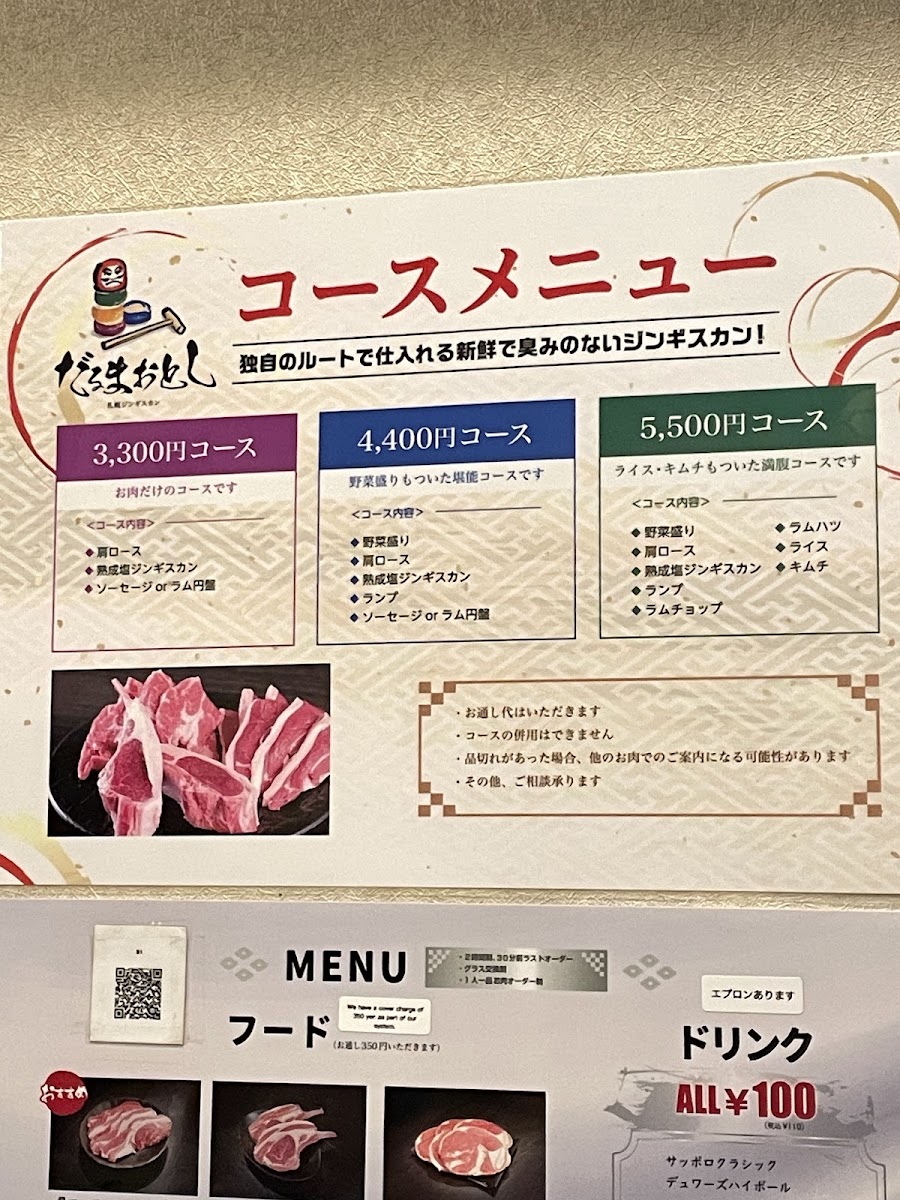 コースメニュー
独自のルートで仕入れる新鮮で臭みのないジンギスカン!
だるまおとし
札幌ジンギスカン
3,300円コース
お肉だけのコースです
<コース内容>
◆肩ロース
◆熟成塩ジンギスカン
◆ソーセージ or ラム円盤
4,400円コース
野菜盛りもついた堪能コースです
<コース内容>
◆野菜盛り
◆肩ロース
◆熟成塩ジンギスカン
◆ランプ
◆ソーセージ or ラム円盤
5,500円コース
ライス・キムチもついた満腹コースです
<コース内容>
◆野菜盛り
◆肩ロース
◆熟成塩ジンギスカン
◆ランプ
◆ラムチョップ
◆ラムハツ
◆ライス
◆キムチ
・お通し代はいただきます
・コースの併用はできません
・品切れがあった場合、他のお肉でのご案内になる可能性があります
・その他、ご相談承ります
MENU
・2時間制、30分前ラストオーダー
・グラス交換制
・1人一品お肉オーダー制
フード
We have a cover charge of
350 yen as part of our
system.
(お通し350円いただきます)
おすすめ
エプロンあります
ドリンク
ALL¥100
(税込¥110)
サッポロクラシック
デュワーズハイボール